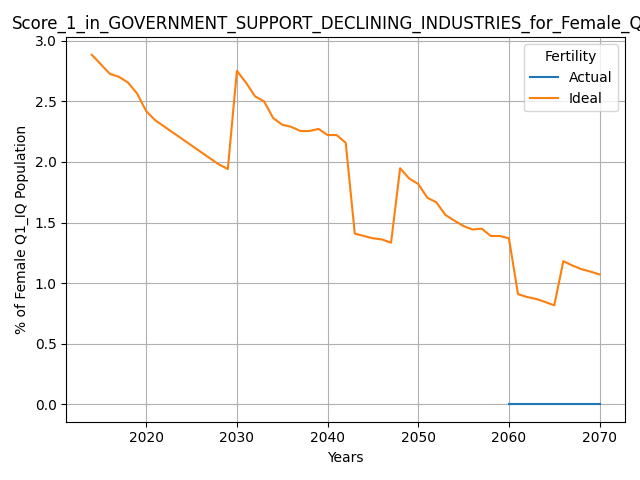 Score_1_in_GOVERNMENT_SUPPORT_DECLINING_INDUSTRIES_for_Female_Q
Fertility
Actual
Ideal
% of Female Q1_IQ Population
3.0
2.5
2.0
1.5
1.0
0.5
0.0
2020 2030 2040 2050 2060 2070
Years